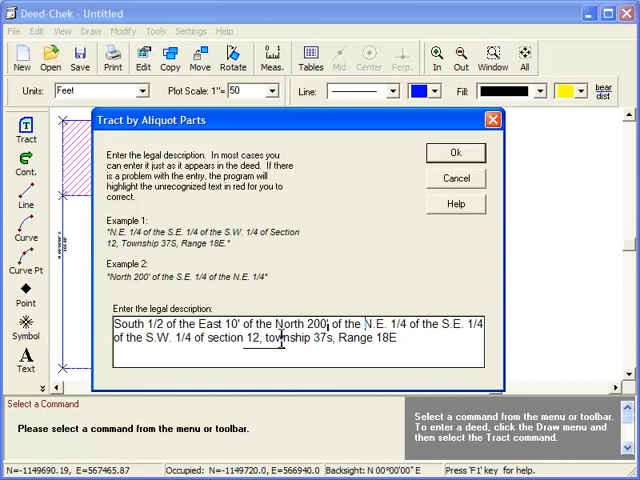 Deed-Chek - Untitled
File Edit View Draw Modify Tools Settings Help
New Open Save Print Edit Copy Move Rotate Meas. Tables Mid Center Perp. In Out Window All
Units: Feet Plot Scale: 1"= 50 Line: Fill: bear dist
Tract by Aliquot Parts
Tract
Cont.
Line
Curve
Curve Pt
Point
Symbol
Text
Enter the legal description. In most cases you
can enter it just as it appears in the deed. If there
is a problem with the entry, the program will
highlight the unrecognized text in red for you to
correct.
Ok
Cancel
Help
Example 1:
"N.E. 1/4 of the S.E. 1/4 of the S.W. 1/4 of Section
12, Township 37S, Range 18E."
Example 2:
"North 200' of the S.E. 1/4 of the N.E. 1/4"
Enter the legal description:
South 1/2 of the East 10' of the North 200' of the N.E. 1/4 of the S.E. 1/4
of the S.W. 1/4 of section 12, township 37s, Range 18E
Select a Command
Please select a command from the menu or toolbar.
Select a command from the menu or toolbar.
To enter a deed, click the Draw menu and
then select the Tract command.
N=-1149690.19 E=567465.87 Occupied: N=-1149720.0 E=566940.0 Backsight: N 00°00'00" E Press 'F1' key for help.